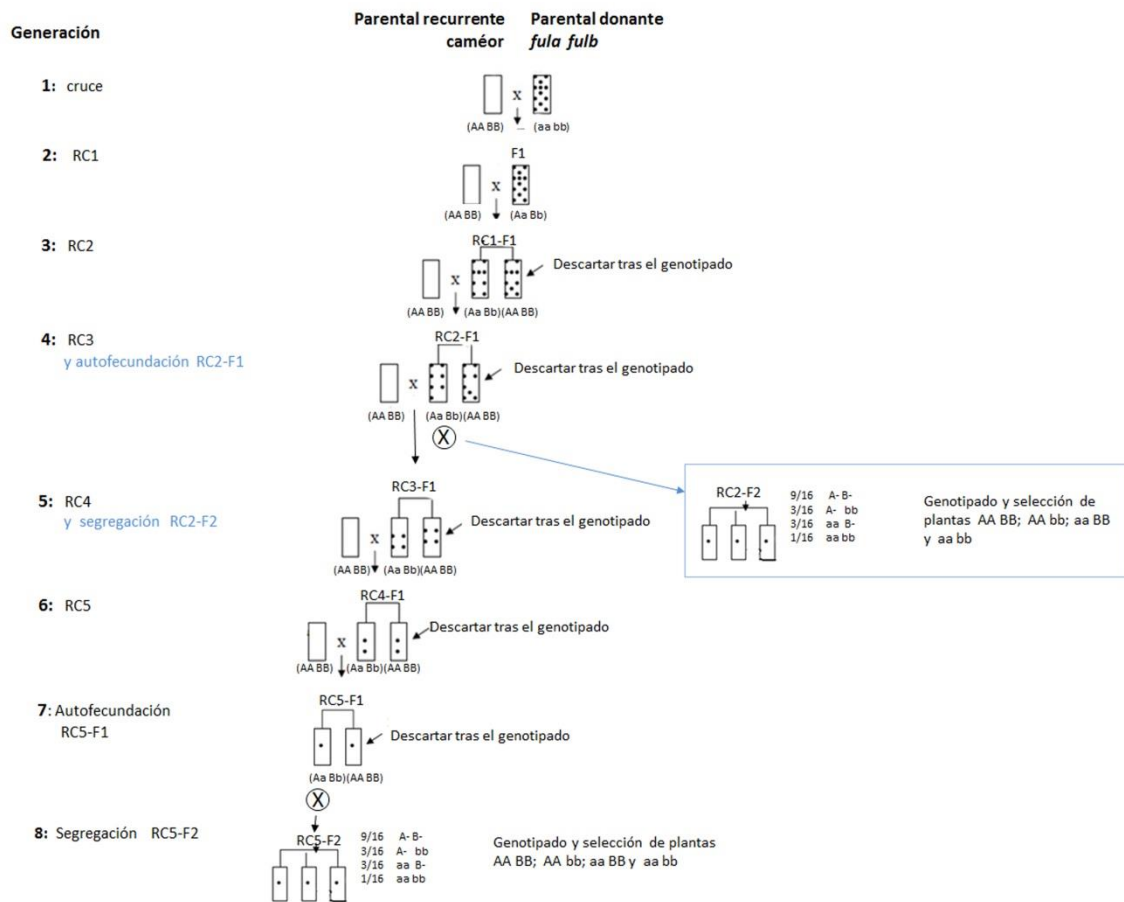 Generación
Parental recurrente
caméor
Parental donante
fula fulb
1: cruce
x
(AA BB)
(aa bb)
2: RC1
F1
x
(AA BB)
(Aa Bb)
3: RC2
RC1-F1
x
Descartar tras el genotipado
(AA BB)
(Aa Bb)(AA BB)
4: RC3
y autofecundación RC2-F1
RC2-F1
x
Descartar tras el genotipado
(AA BB)
(Aa Bb)(AA BB)
X
5: RC4
y segregación RC2-F2
RC3-F1
x
Descartar tras el genotipado
(AA BB)
(Aa Bb)(AA BB)
RC2-F2
9/16 A- B-
3/16 A- bb
3/16 aa B-
1/16 aa bb
Genotipado y selección de
plantas AA BB; AA bb; aa BB
y aa bb
6: RC5
RC4-F1
x
Descartar tras el genotipado
(AA BB)
(Aa Bb)(AA BB)
7: Autofecundación
RC5-F1
RC5-F1
Descartar tras el genotipado
(Aa Bb)(AA BB)
X
8: Segregación RC5-F2
RC5-F2
9/16 A- B-
3/16 A- bb
3/16 aa B-
1/16 aa bb
Genotipado y selección de plantas
AA BB; AA bb; aa BB y aa bb